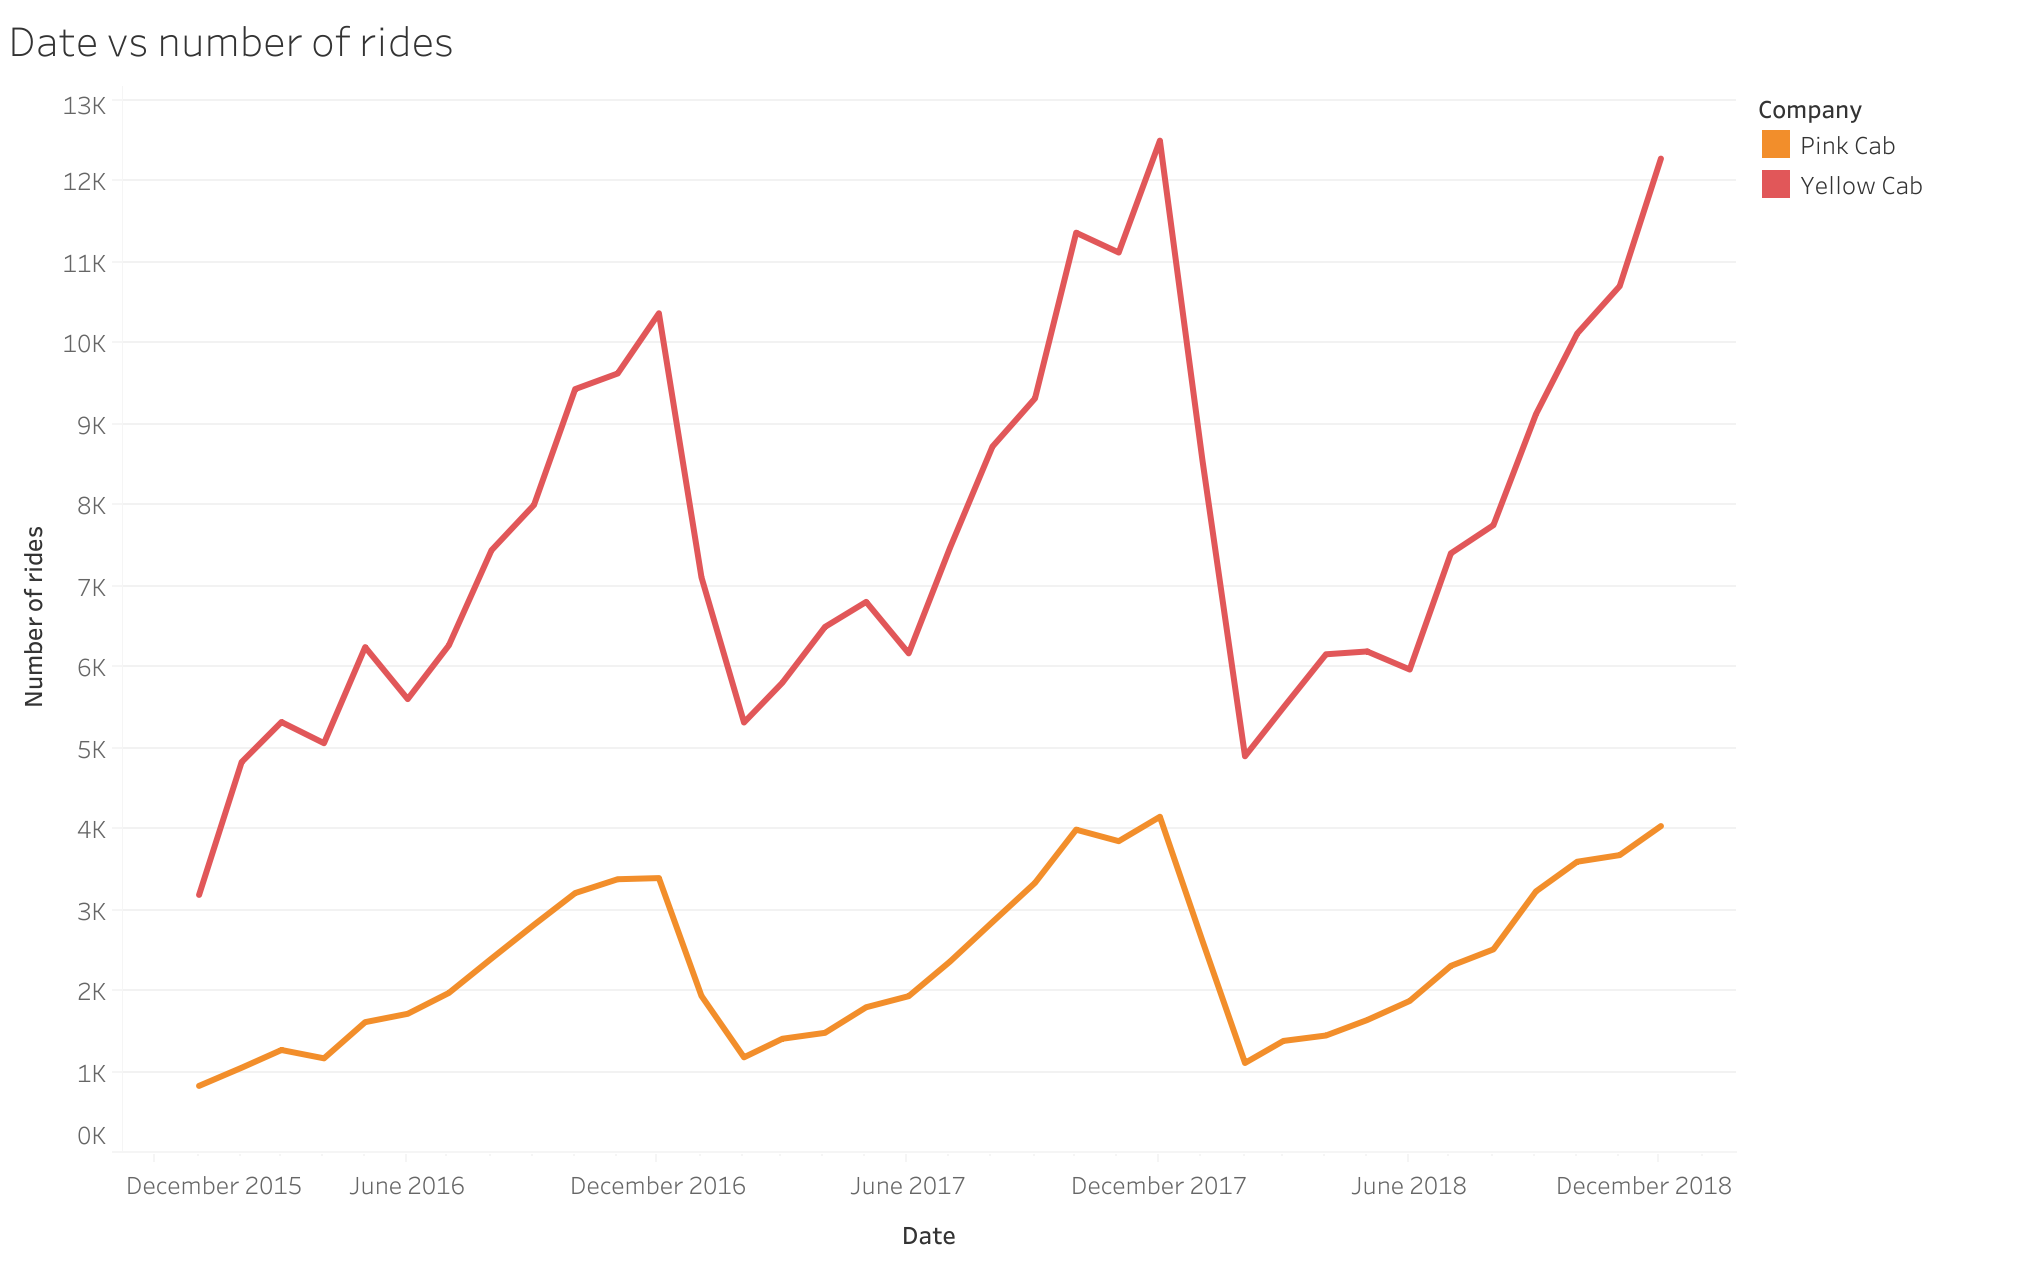 Date vs number of rides
13K
12K
11K
10K
9K
8K
7K
6K
5K
4K
3K
2K
1K
0K
Number of rides
December 2015 June 2016 December 2016 June 2017 December 2017 June 2018 December 2018
Date
Company
Pink Cab
Yellow Cab